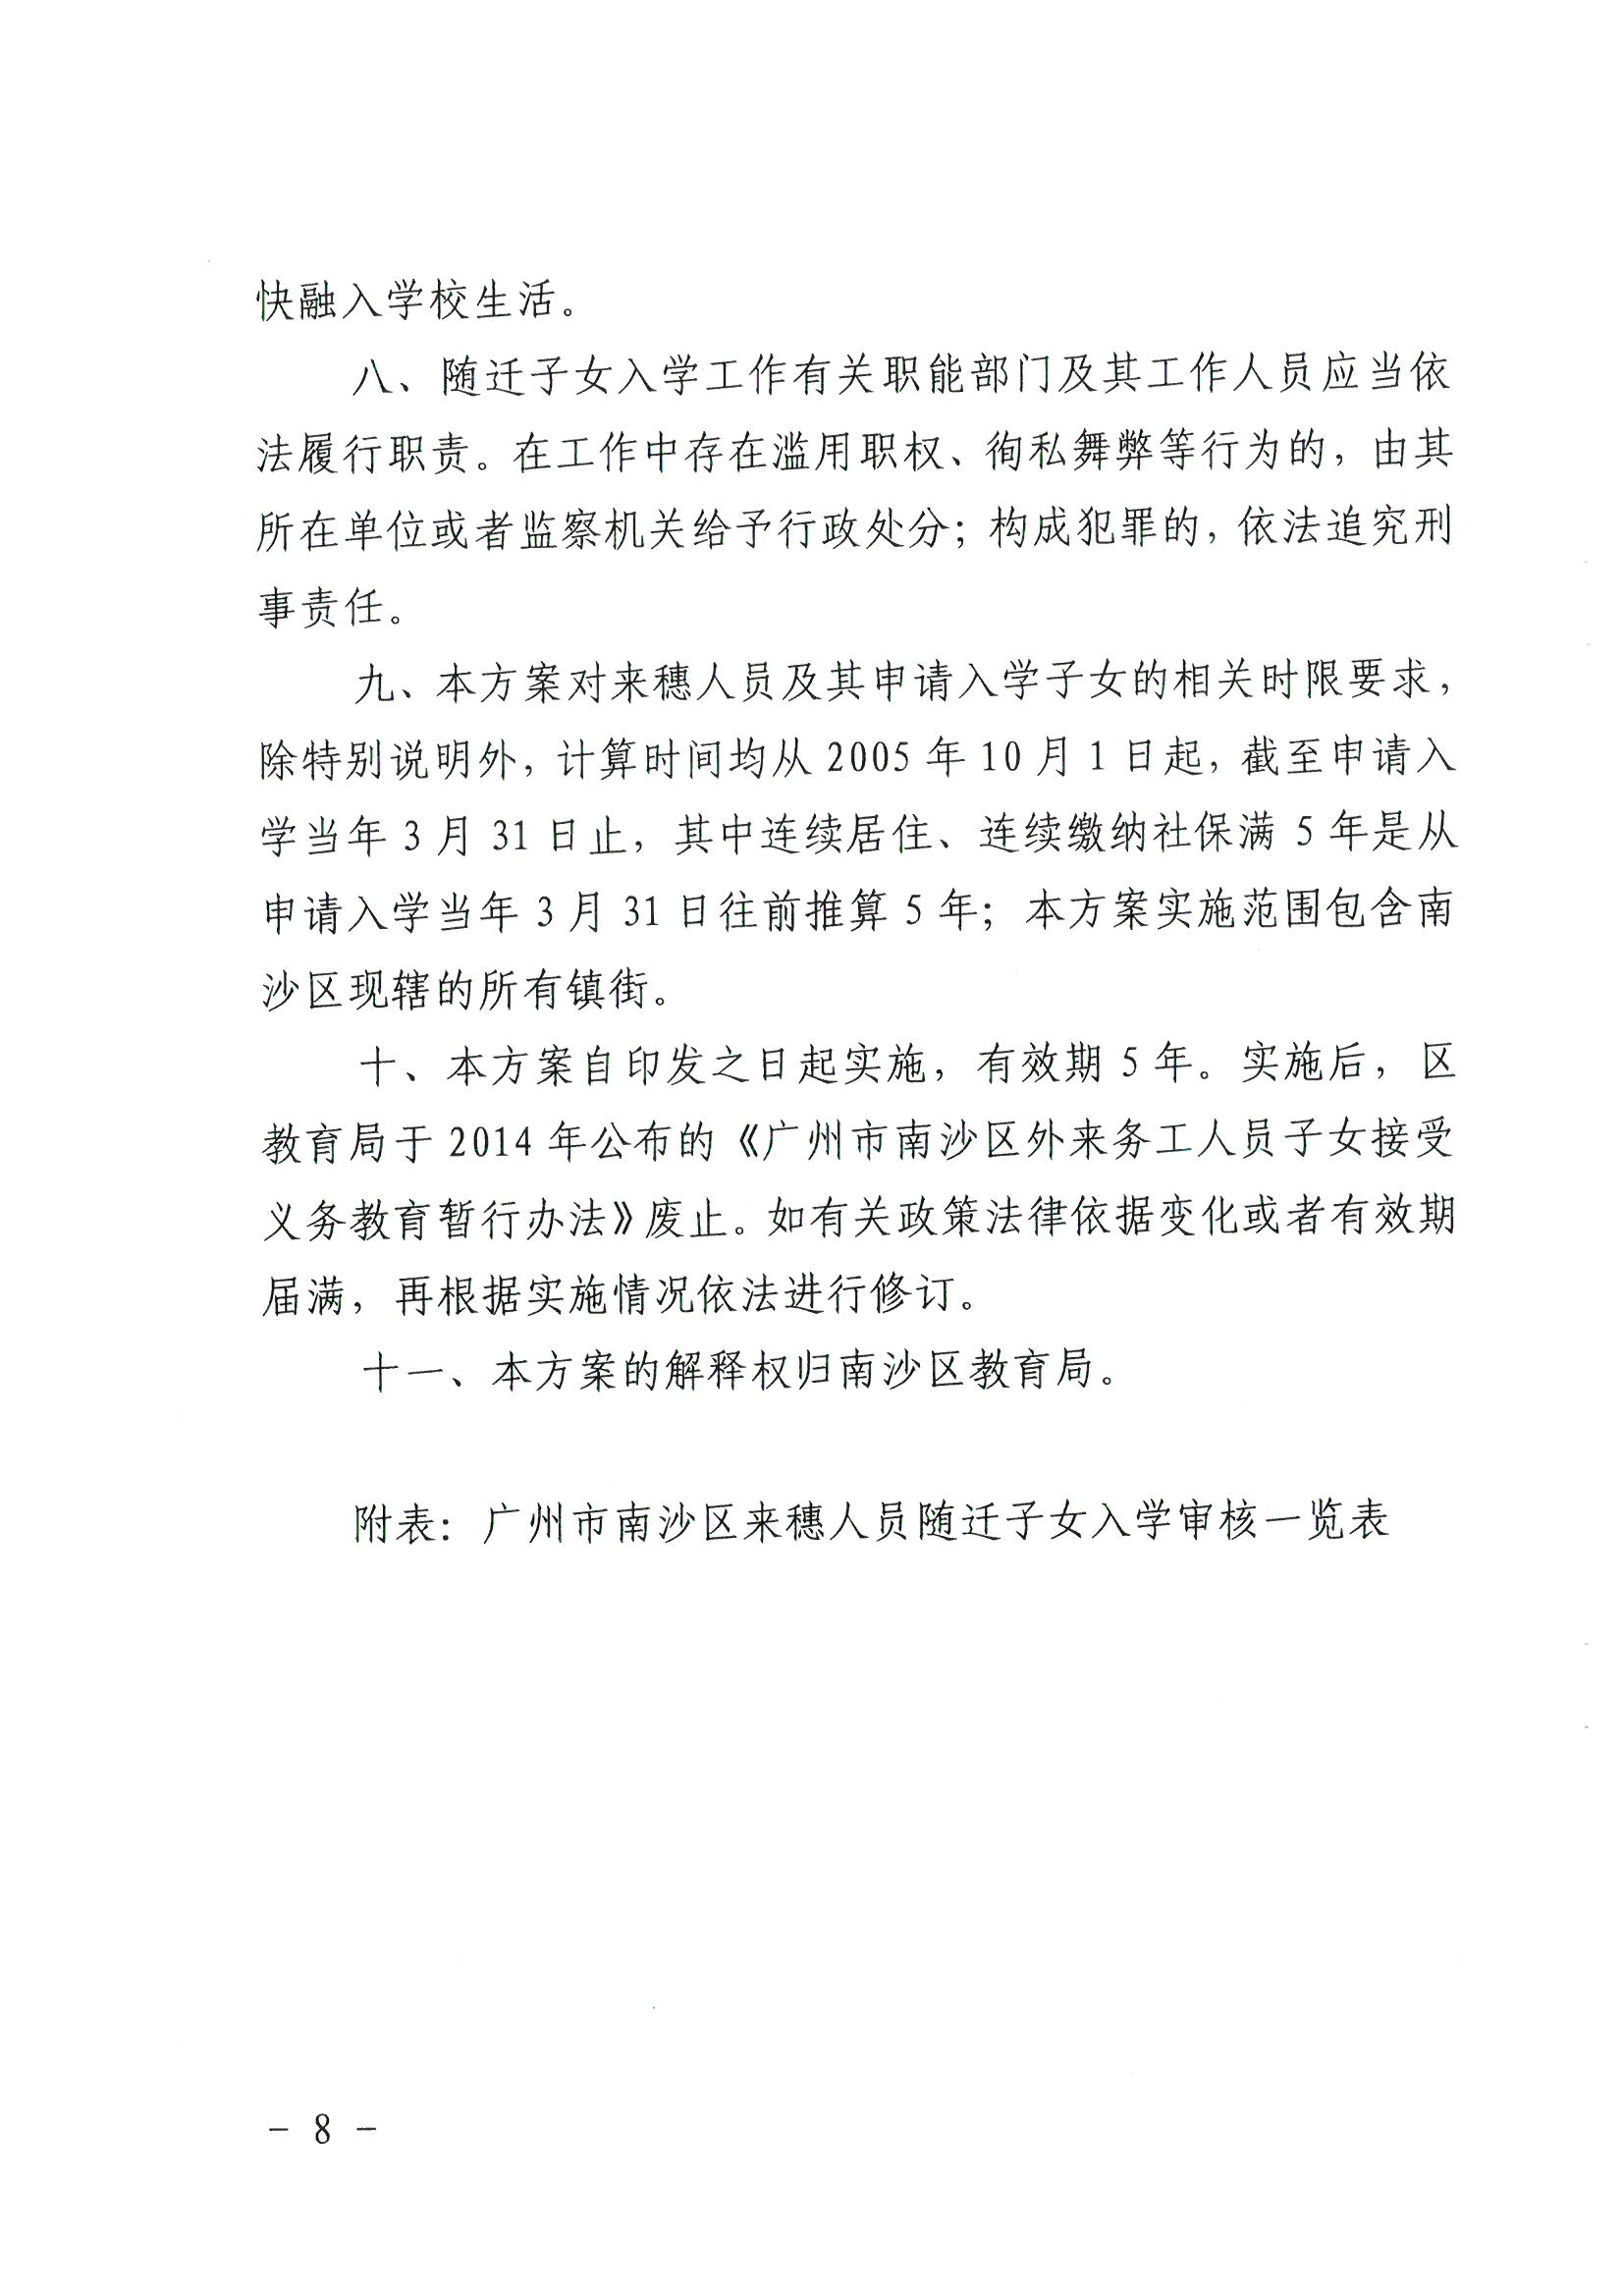 快融入学校生活。
八、随迁子女入学工作有关职能部门及其工作人员应当依
法履行职责。在工作中存在滥用职权、徇私舞弊等行为的，由其
所在单位或者监察机关给予行政处分；构成犯罪的，依法追究刑
事责任。
九、本方案对来穗人员及其申请入学子女的相关时限要求，
除特别说明外，计算时间均从 2005 年 10 月 1 日起，截至申请入
学当年 3 月 31 日止，其中连续居住、连续缴纳社保满 5 年是从
申请入学当年 3 月 31 日往前推算 5 年；本方案实施范围包含南
沙区现辖的所有镇街。
十、本方案自印发之日起实施，有效期 5 年。实施后，区
教育局于 2014 年公布的《广州市南沙区外来务工人员子女接受
义务教育暂行办法》废止。如有关政策法律依据变化或者有效期
届满，再根据实施情况依法进行修订。
十一、本方案的解释权归南沙区教育局。
附表：广州市南沙区来穗人员随迁子女入学审核一览表
- 8 -